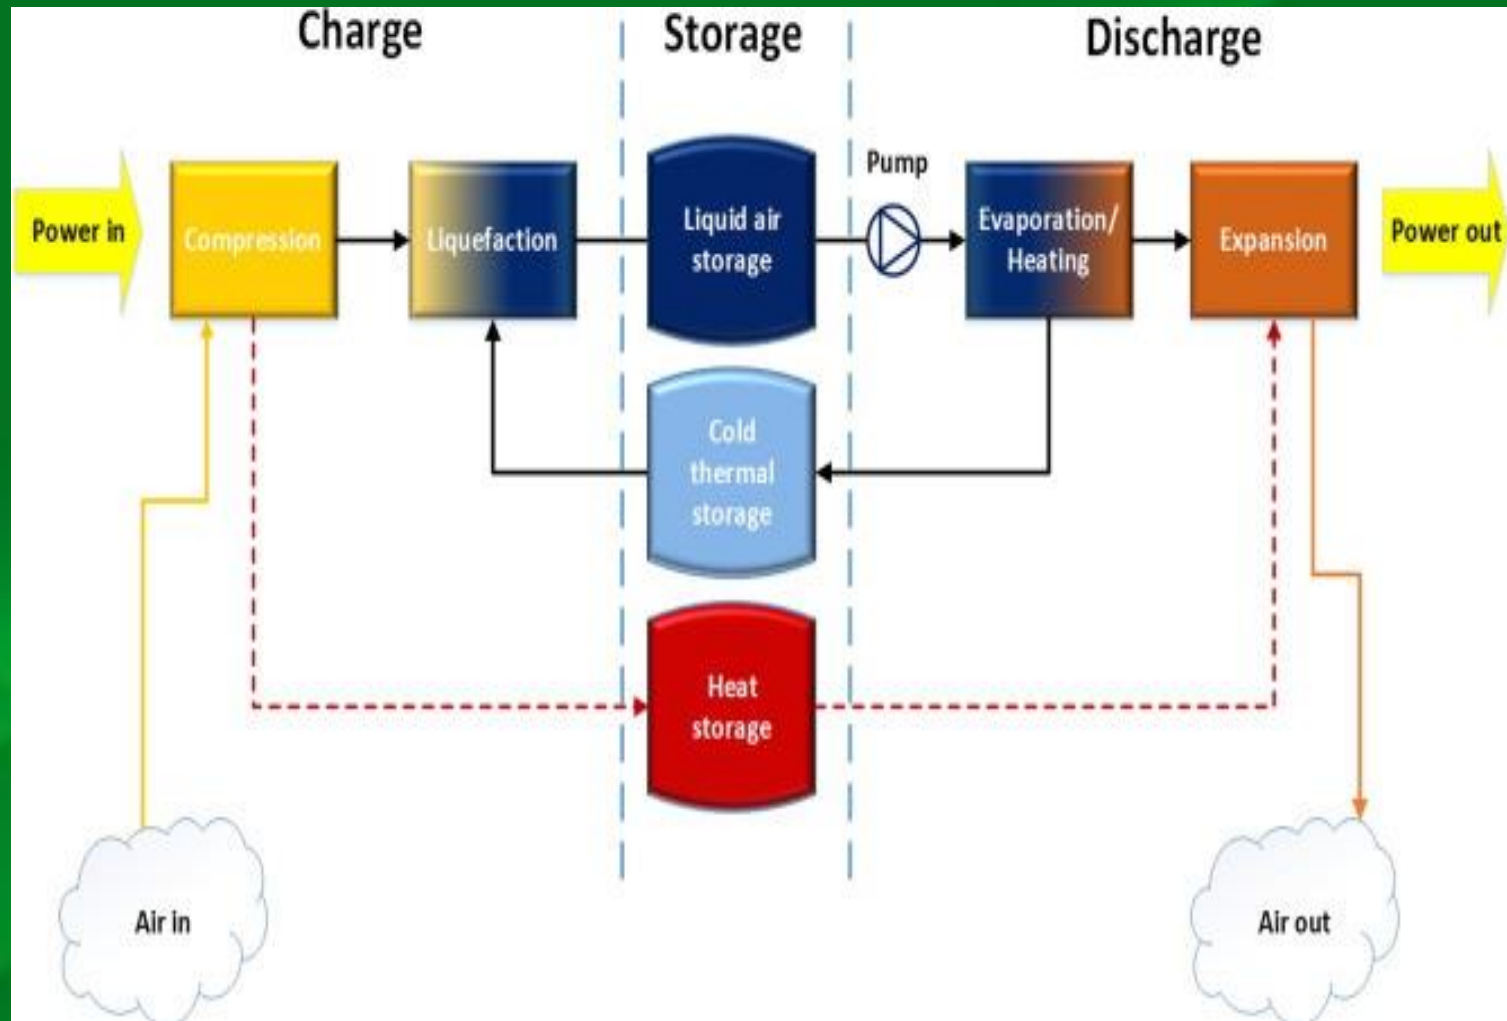 Charge
Storage
Discharge
Power in
Compression
Liquefaction
Liquid air
storage
Pump
Evaporation/
Heating
Expansion
Power out
Cold
thermal
storage
Heat
storage
Air in
Air out